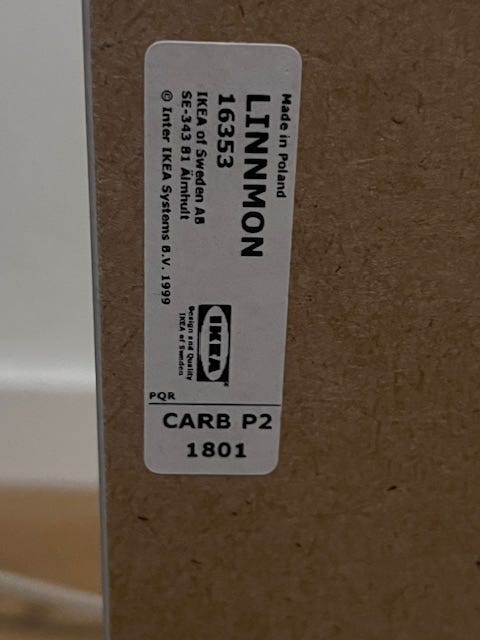 Made in Poland
LINNMON
16353
IKEA of Sweden AB
SE-343 81 Älmhult
© Inter IKEA Systems B.V. 1999
IKEA®
Design and Quality
IKEA of Sweden
PQR
CARB P2
1801